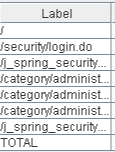 Label
/
/security/login.do
/j_spring_security...
/category/administ...
/category/administ...
/category/administ...
/j_spring_security...
TOTAL